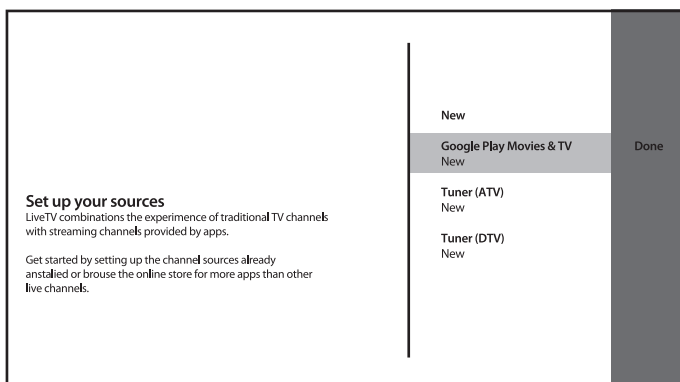 Set up your sources
LiveTV combinations the experimerence of traditional TV channels
with streaming channels provided by apps.
Get started by setting up the channel sources already
anstalied or brouse the online store for more apps than other
live channels.
New
Google Play Movies & TV
New
Tuner (ATV)
New
Tuner (DTV)
New
Done